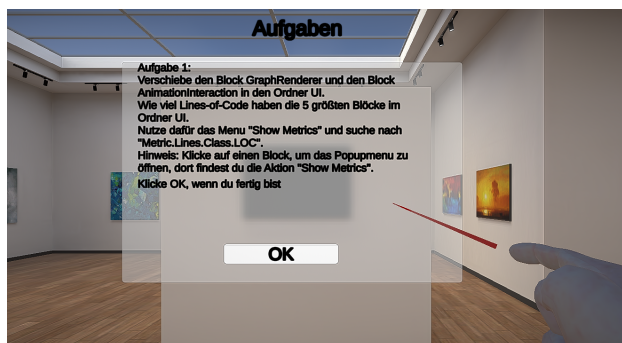 Aufgaben
Aufgabe 1:
Verschiebe den Block GraphRenderer und den Block
AnimationInteraction in den Ordner UI.
Wie viel Lines-of-Code haben die 5 größten Blöcke im
Ordner UI.
Nutze dafür das Menu "Show Metrics" und suche nach
"Metric.Lines.Class.LOC".
Hinweis: Klicke auf einen Block, um das Popupmenu zu
öffnen, dort findest du die Aktion "Show Metrics".
Klicke OK, wenn du fertig bist
OK